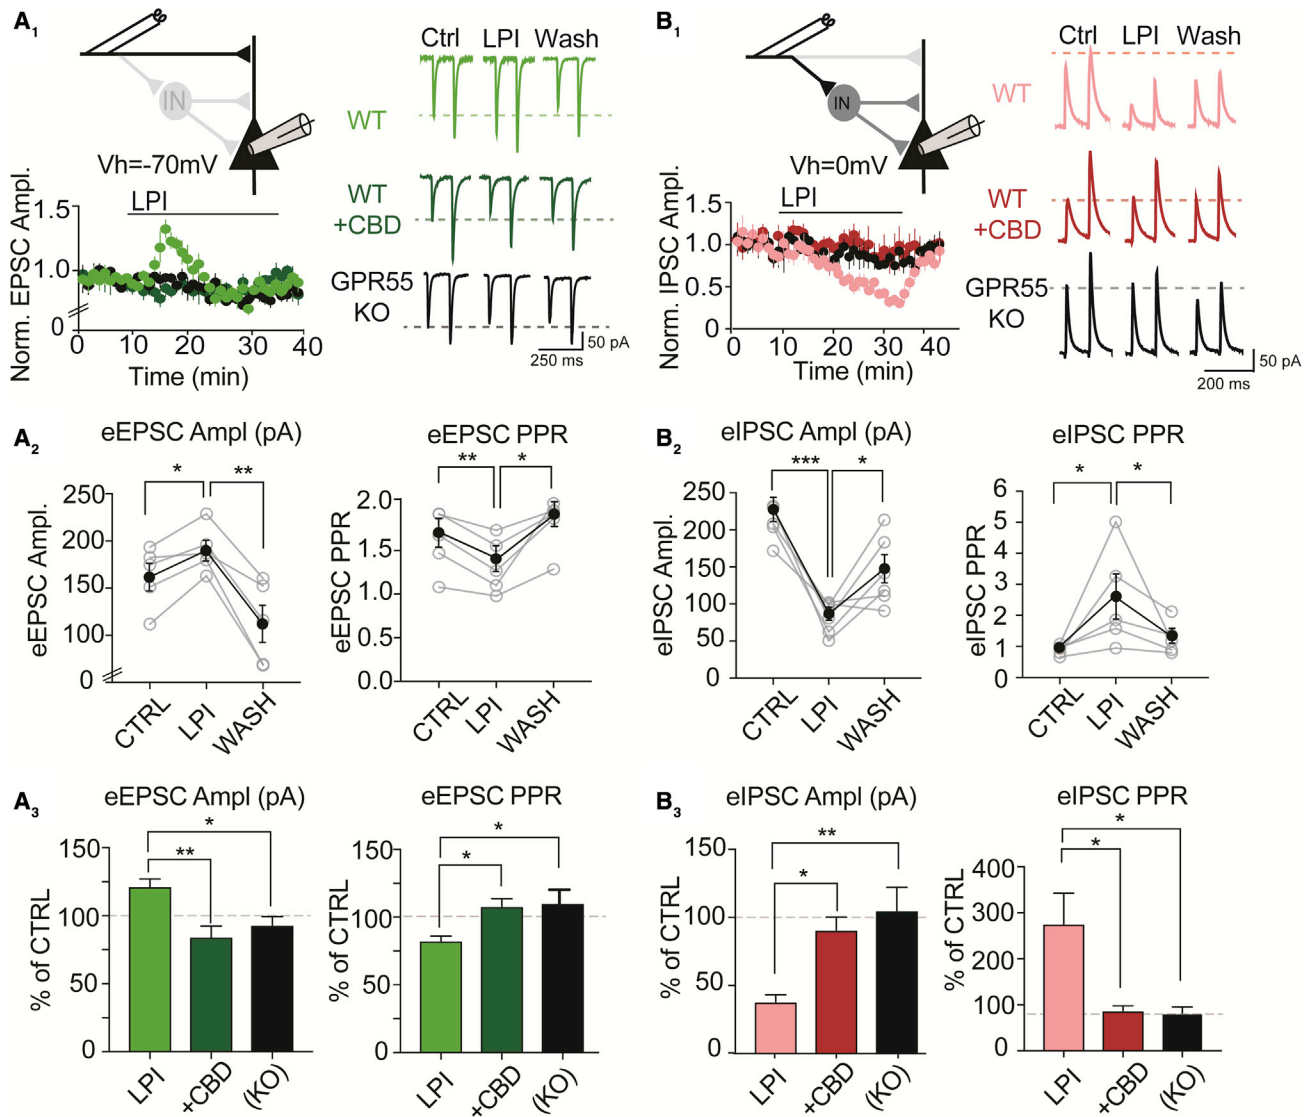 A1
IN
Vh=-70mV
Ctrl LPI Wash
WT
WT
+CBD
GPR55
KO
50 pA
250 ms
Norm. EPSC Ampl.
LPI
1.5
1.0
0
0 10 20 30 40
Time (min)
B1
IN
Vh=0mV
Ctrl LPI Wash
WT
WT
+CBD
GPR55
KO
50 pA
200 ms
Norm. IPSC Ampl.
LPI
1.5
1.0
0.5
0
0 10 20 30 40
Time (min)
A2
eEPSC Ampl (pA)
* **
eEPSC Ampl.
250
200
150
100
0
CTRL LPI WASH
eEPSC PPR
** *
eEPSC PPR
2.0
1.5
1.0
0.5
0.0
CTRL LPI WASH
B2
eIPSC Ampl (pA)
*** *
eIPSC Ampl.
250
200
150
100
50
0
CTRL LPI WASH
eIPSC PPR
* *
eIPSC PPR
6
5
4
3
2
1
0
CTRL LPI WASH
A3
eEPSC Ampl (pA)
*
**
% of CTRL
150
100
50
0
LPI +CBD (KO)
eEPSC PPR
*
*
% of CTRL
150
100
50
0
LPI +CBD (KO)
B3
eIPSC Ampl (pA)
**
*
% of CTRL
150
100
50
0
LPI +CBD (KO)
eIPSC PPR
*
*
% of CTRL
400
300
200
100
0
LPI +CBD (KO)